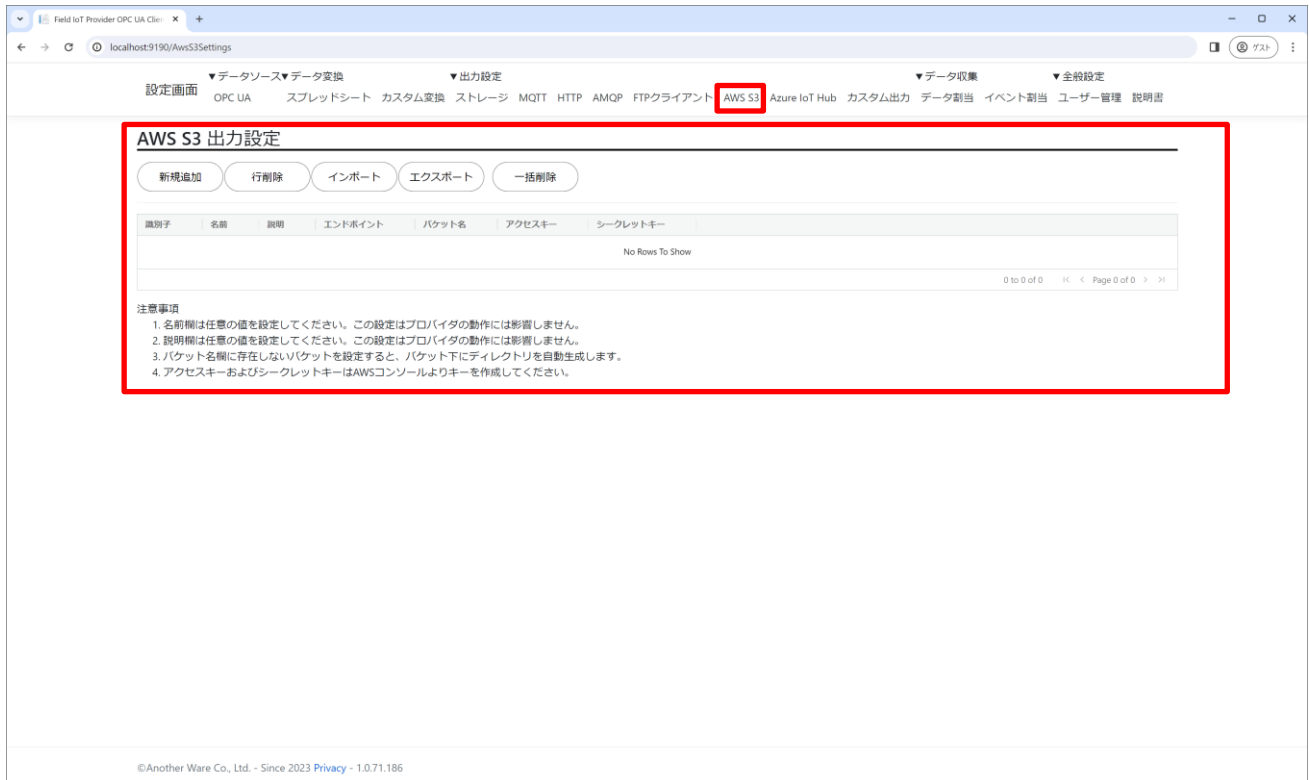 Field IoT Provider OPC UA Clie
localhost:9190/AwsS3Settings
ゲスト
設定画面
▼データソース▼データ変換 ▼出力設定 ▼データ収集 ▼全般設定
OPC UA スプレッドシート カスタム変換 ストレージ MQTT HTTP AMQP FTPクライアント AWS S3 Azure IoT Hub カスタム出力 データ割当 イベント割当 ユーザー管理 説明書
AWS S3 出力設定
新規追加 行削除 インポート エクスポート 一括削除
識別子 名前 説明 エンドポイント バケット名 アクセスキー シークレットキー
No Rows To Show
0 to 0 of 0 Page 0 of 0
注意事項
1. 名前欄は任意の値を設定してください。この設定はプロバイダの動作には影響しません。
2. 説明欄は任意の値を設定してください。この設定はプロバイダの動作には影響しません。
3. バケット名欄に存在しないバケットを設定すると、バケット下にディレクトリを自動生成します。
4. アクセスキーおよびシークレットキーはAWSコンソールよりキーを作成してください。
©Another Ware Co., Ltd. - Since 2023 Privacy - 1.0.71.186